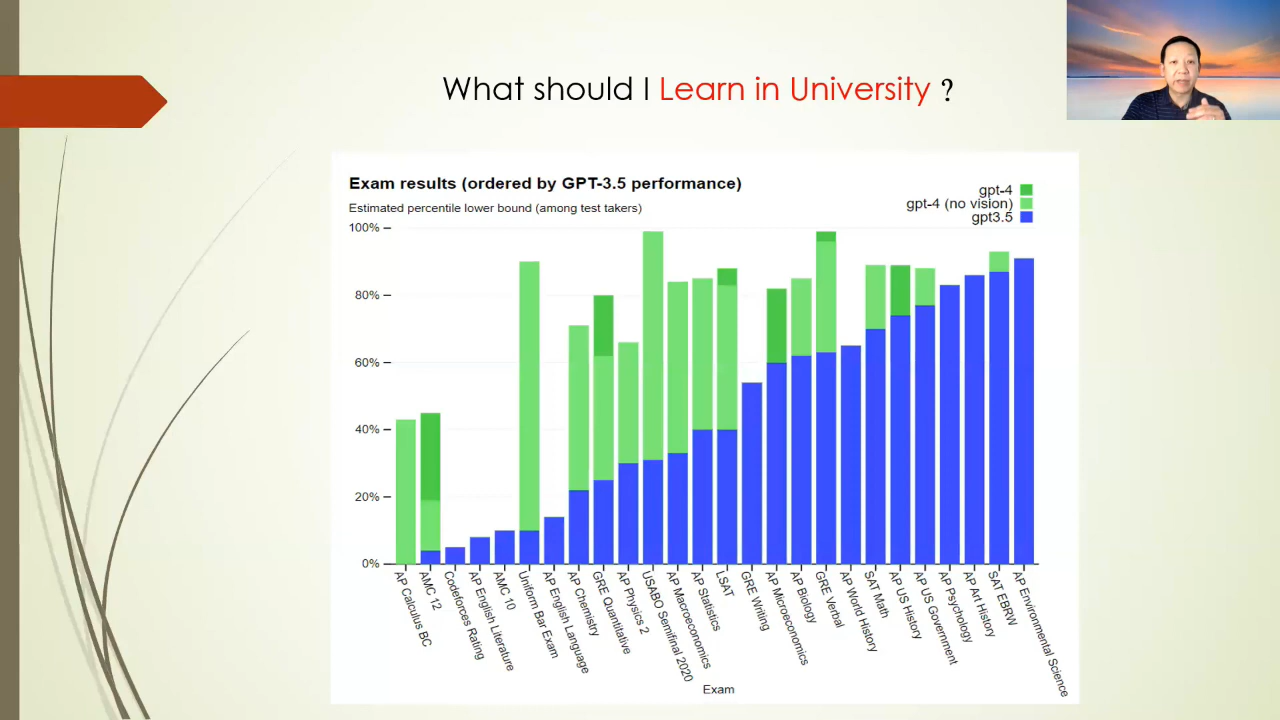 What should I Learn in University ?
Exam results (ordered by GPT-3.5 performance)
Estimated percentile lower bound (among test takers)
gpt-4
gpt-4 (no vision)
gpt3.5
100%
80%
60%
40%
20%
0%
AP Calculus BC
AMC 12
Codeforces Rating
AP English Literature
AMC 10
Uniform Bar Exam
AP English Language
AP Chemistry
GRE Quantitative
AP Physics 2
USABO Semifinal 2020
AP Macroeconomics
AP Statistics
LSAT
GRE Writing
AP Microeconomics
AP Biology
GRE Verbal
AP World History
SAT Math
AP US History
AP US Government
AP Psychology
AP Art History
SAT EBRW
AP Environmental Science
Exam